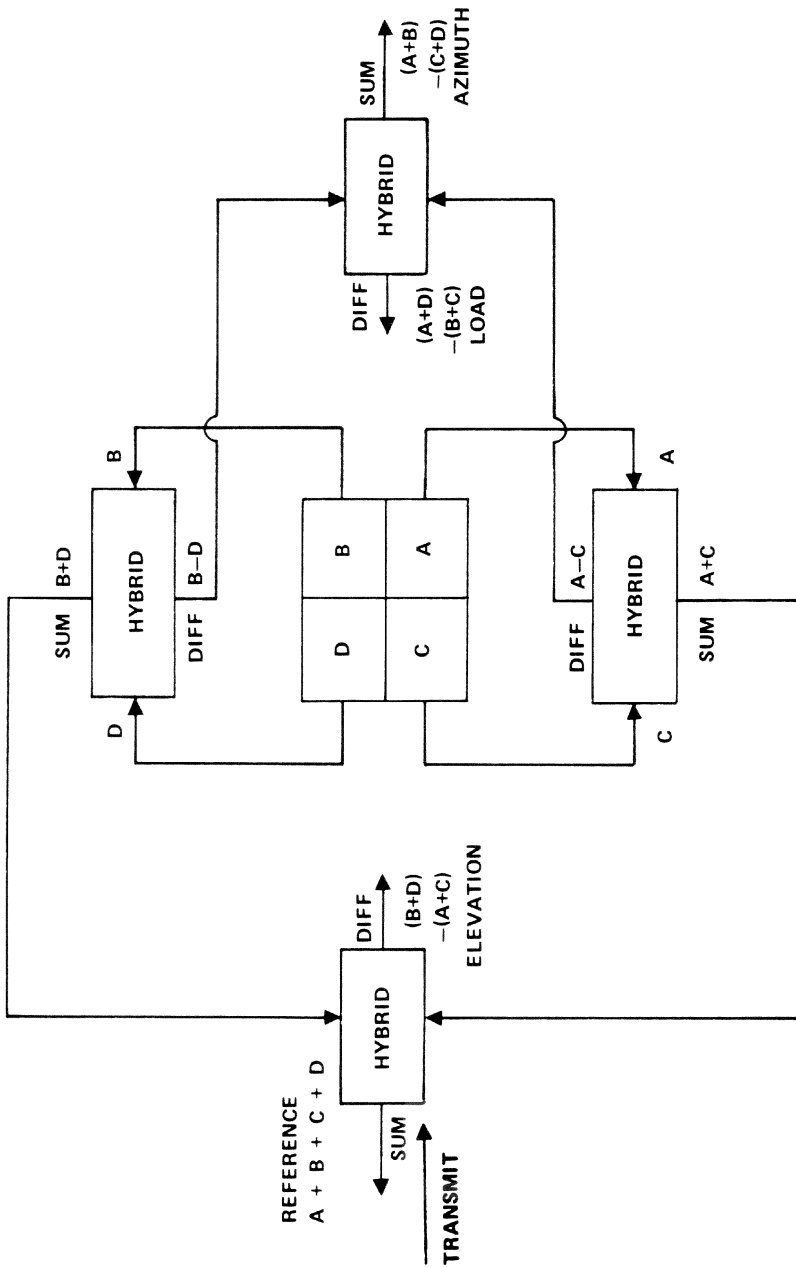 SUM B+D
D
B
HYBRID
DIFF B−D
REFERENCE
A + B + C + D
SUM
TRANSMIT
HYBRID
DIFF
(B+D)
−(A+C)
ELEVATION
D B
C A
DIFF
(A+D)
−(B+C)
LOAD
HYBRID
SUM
(A+B)
−(C+D)
AZIMUTH
DIFF A−C
HYBRID
C
A
SUM A+C